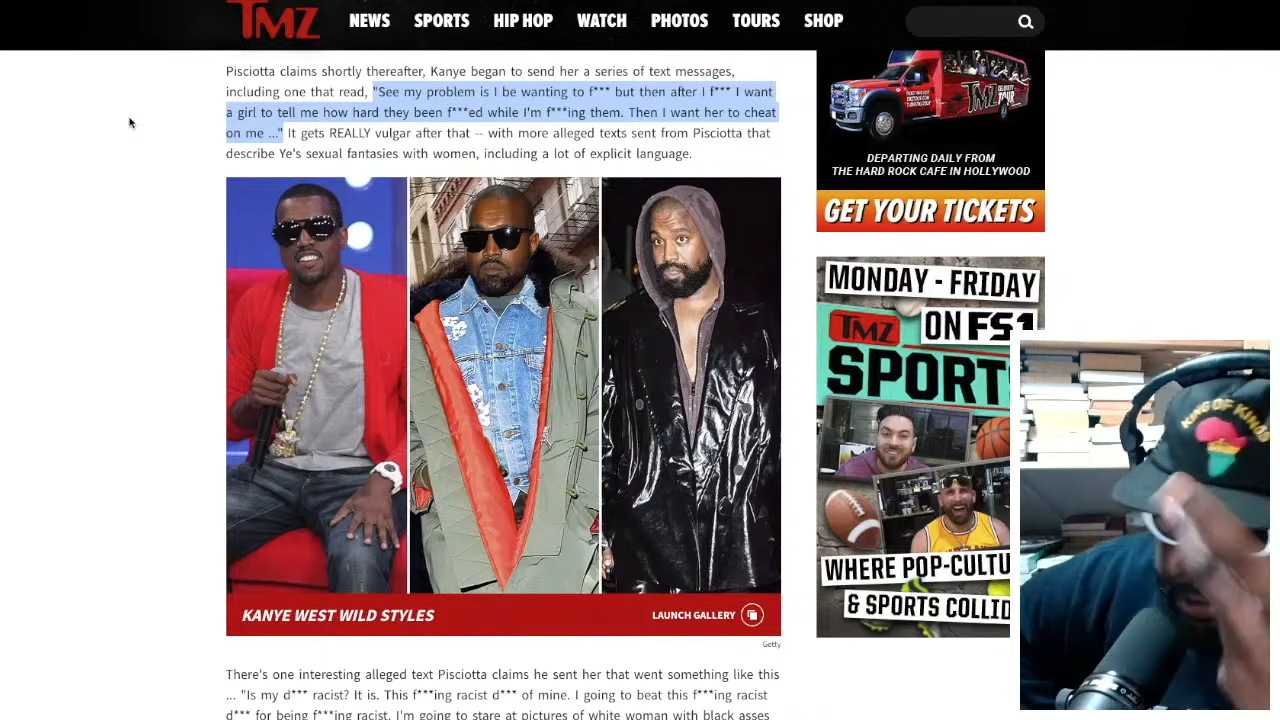 TMZ
NEWS SPORTS HIP HOP WATCH PHOTOS TOURS SHOP
Pisciotta claims shortly thereafter, Kanye began to send her a series of text messages,
including one that read, "See my problem is I be wanting to f*** but then after I f*** I want
a girl to tell me how hard they been f***ed while I'm f***ing them. Then I want her to cheat
on me ..." It gets REALLY vulgar after that -- with more alleged texts sent from Pisciotta that
describe Ye's sexual fantasies with women, including a lot of explicit language.
KANYE WEST WILD STYLES
LAUNCH GALLERY
Getty
There's one interesting alleged text Pisciotta claims he sent her that went something like this
... "Is my d*** racist? It is. This f***ing racist d*** of mine. I going to beat this f***ing racist
d*** for being f***ing racist. I'm going to stare at pictures of white woman with black asses
TMZ
TOUR
DEPARTING DAILY FROM
THE HARD ROCK CAFE IN HOLLYWOOD
GET YOUR TICKETS
MONDAY - FRIDAY
ON FS1
TMZ
SPORT
WHERE POP-CULTU
& SPORTS COLLID
KING OF KINGS